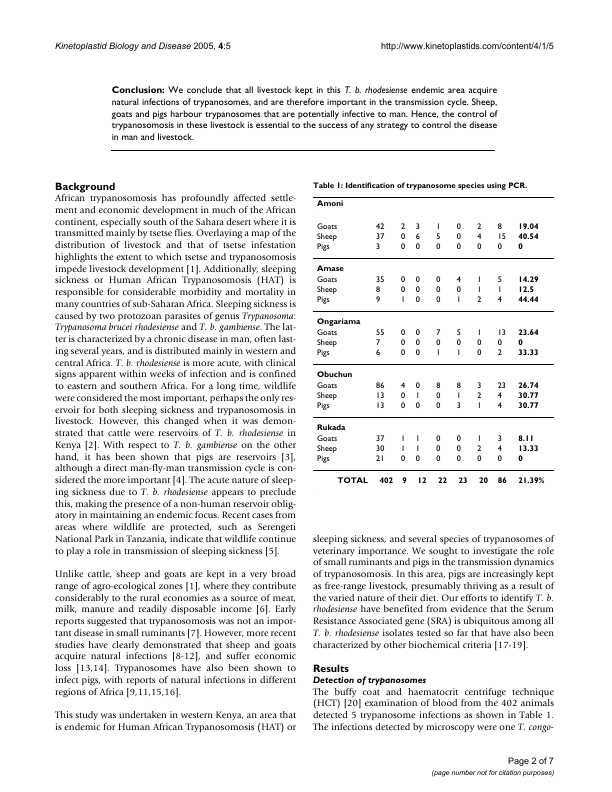 Kinetoplastid Biology and Disease 2005, 4:5
http://www.kinetoplastids.com/content/4/1/5
Conclusion: We conclude that all livestock kept in this T. b. rhodesiense endemic area acquire
natural infections of trypanosomes, and are therefore important in the transmission cycle. Sheep,
goats and pigs harbour trypanosomes that are potentially infective to man. Hence, the control of
trypanosomosis in these livestock is essential to the success of any strategy to control the disease
in man and livestock.
Background
African trypanosomosis has profoundly affected settle-
ment and economic development in much of the African
continent, especially south of the Sahara desert where it is
transmitted mainly by tsetse flies. Overlaying a map of the
distribution of livestock and that of tsetse infestation
highlights the extent to which tsetse and trypanosomosis
impede livestock development [1]. Additionally, sleeping
sickness or Human African Trypanosomosis (HAT) is
responsible for considerable morbidity and mortality in
many countries of sub-Saharan Africa. Sleeping sickness is
caused by two protozoan parasites of genus Trypanosoma:
Trypanosoma brucei rhodesiense and T. b. gambiense. The lat-
ter is characterized by a chronic disease in man, often last-
ing several years, and is distributed mainly in western and
central Africa. T. b. rhodesiense is more acute, with clinical
signs apparent within weeks of infection and is confined
to eastern and southern Africa. For a long time, wildlife
were considered the most important, perhaps the only res-
ervoir for both sleeping sickness and trypanosomosis in
livestock. However, this changed when it was demon-
strated that cattle were reservoirs of T. b. rhodesiense in
Kenya [2]. With respect to T. b. gambiense on the other
hand, it has been shown that pigs are reservoirs [3],
although a direct man-fly-man transmission cycle is con-
sidered the more important [4]. The acute nature of sleep-
ing sickness due to T. b. rhodesiense appears to preclude
this, making the presence of a non-human reservoir oblig-
atory in maintaining an endemic focus. Recent cases from
areas where wildlife are protected, such as Serengeti
National Park in Tanzania, indicate that wildlife continue
to play a role in transmission of sleeping sickness [5].
Unlike cattle, sheep and goats are kept in a very broad
range of agro-ecological zones [1], where they contribute
considerably to the rural economies as a source of meat,
milk, manure and readily disposable income [6]. Early
reports suggested that trypanosomosis was not an impor-
tant disease in small ruminants [7]. However, more recent
studies have clearly demonstrated that sheep and goats
acquire natural infections [8-12], and suffer economic
loss [13,14]. Trypanosomes have also been shown to
infect pigs, with reports of natural infections in different
regions of Africa [9,11,15,16].
This study was undertaken in western Kenya, an area that
is endemic for Human African Trypanosomosis (HAT) or
Table 1: Identification of trypanosome species using PCR.
Amoni
Goats 42 2 3 1 0 2 8 19.04
Sheep 37 0 6 5 0 4 15 40.54
Pigs 3 0 0 0 0 0 0 0
Amase
Goats 35 0 0 0 4 1 5 14.29
Sheep 8 0 0 0 0 1 1 12.5
Pigs 9 1 0 0 1 2 4 44.44
Ongariama
Goats 55 0 0 7 5 1 13 23.64
Sheep 7 0 0 0 0 0 0 0
Pigs 6 0 0 1 1 0 2 33.33
Obuchun
Goats 86 4 0 8 8 3 23 26.74
Sheep 13 0 1 0 1 2 4 30.77
Pigs 13 0 0 0 3 1 4 30.77
Rukada
Goats 37 1 1 0 0 1 3 8.11
Sheep 30 1 1 0 0 2 4 13.33
Pigs 21 0 0 0 0 0 0 0
TOTAL 402 9 12 22 23 20 86 21.39%
sleeping sickness, and several species of trypanosomes of
veterinary importance. We sought to investigate the role
of small ruminants and pigs in the transmission dynamics
of trypanosomosis. In this area, pigs are increasingly kept
as free-range livestock, presumably thriving as a result of
the varied nature of their diet. Our efforts to identify T. b.
rhodesiense have benefited from evidence that the Serum
Resistance Associated gene (SRA) is ubiquitous among all
T. b. rhodesiense isolates tested so far that have also been
characterized by other biochemical criteria [17-19].
Results
Detection of trypanosomes
The buffy coat and haematocrit centrifuge technique
(HCT) [20] examination of blood from the 402 animals
detected 5 trypanosome infections as shown in Table 1.
The infections detected by microscopy were one T. congo-
Page 2 of 7
(page number not for citation purposes)